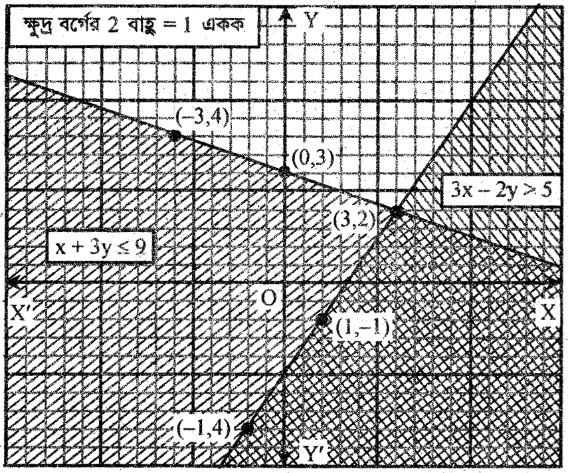 ক্ষুদ্র বর্গের 2 বাহু = 1 একক
Y
(−3,4)
(0,3)
3x − 2y > 5
(3,2)
x + 3y ≤ 9
O
X′
X
(1,−1)
(−1,4)
Y′